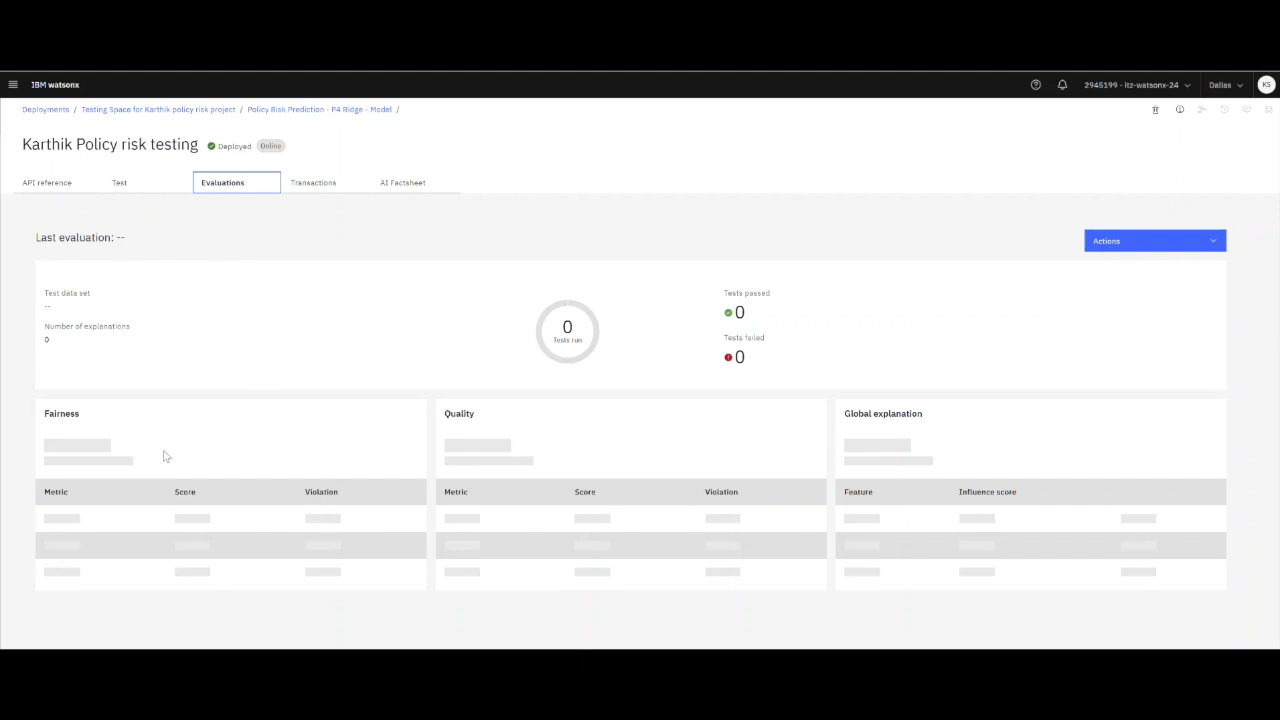 IBM watsonx
2945199 - itz-watsonx-24
Dallas
KS
Deployments / Testing Space for Karthik policy risk project / Policy Risk Prediction - P4 Ridge - Model /
Karthik Policy risk testing
Deployed
Online
API reference
Test
Evaluations
Transactions
AI Factsheet
Last evaluation: --
Actions
Test data set
--
Number of explanations
0
0
Tests run
Tests passed
0
Tests failed
0
Fairness
Metric Score Violation
Quality
Metric Score Violation
Global explanation
Feature Influence score